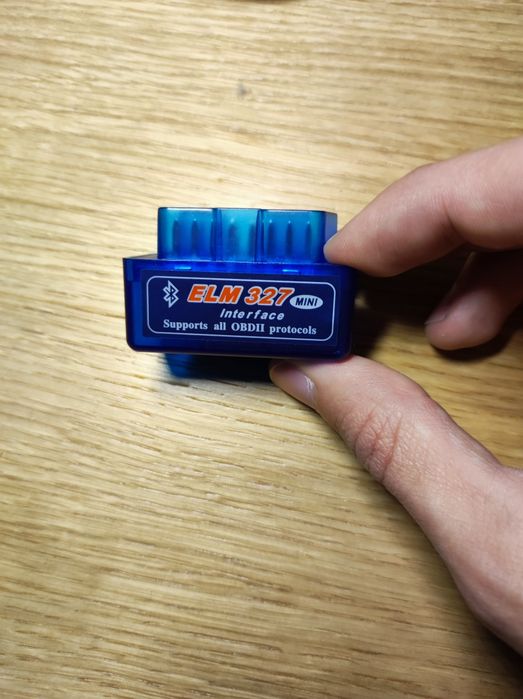 ELM 327 MINI
Interface
Supports all OBDII protocols